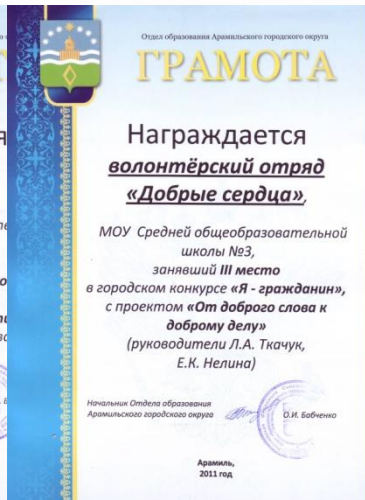 Отдел образования Арамильского городского округа
ГРАМОТА
Награждается
волонтёрский отряд
«Добрые сердца»,
МОУ Средней общеобразовательной
школы №3,
занявший III место
в городском конкурсе «Я - гражданин»,
с проектом «От доброго слова к
доброму делу»
(руководители Л.А. Ткачук,
Е.К. Нелина)
Начальник Отдела образования
Арамильского городского округа О.И. Бабченко
Арамиль,
2011 год